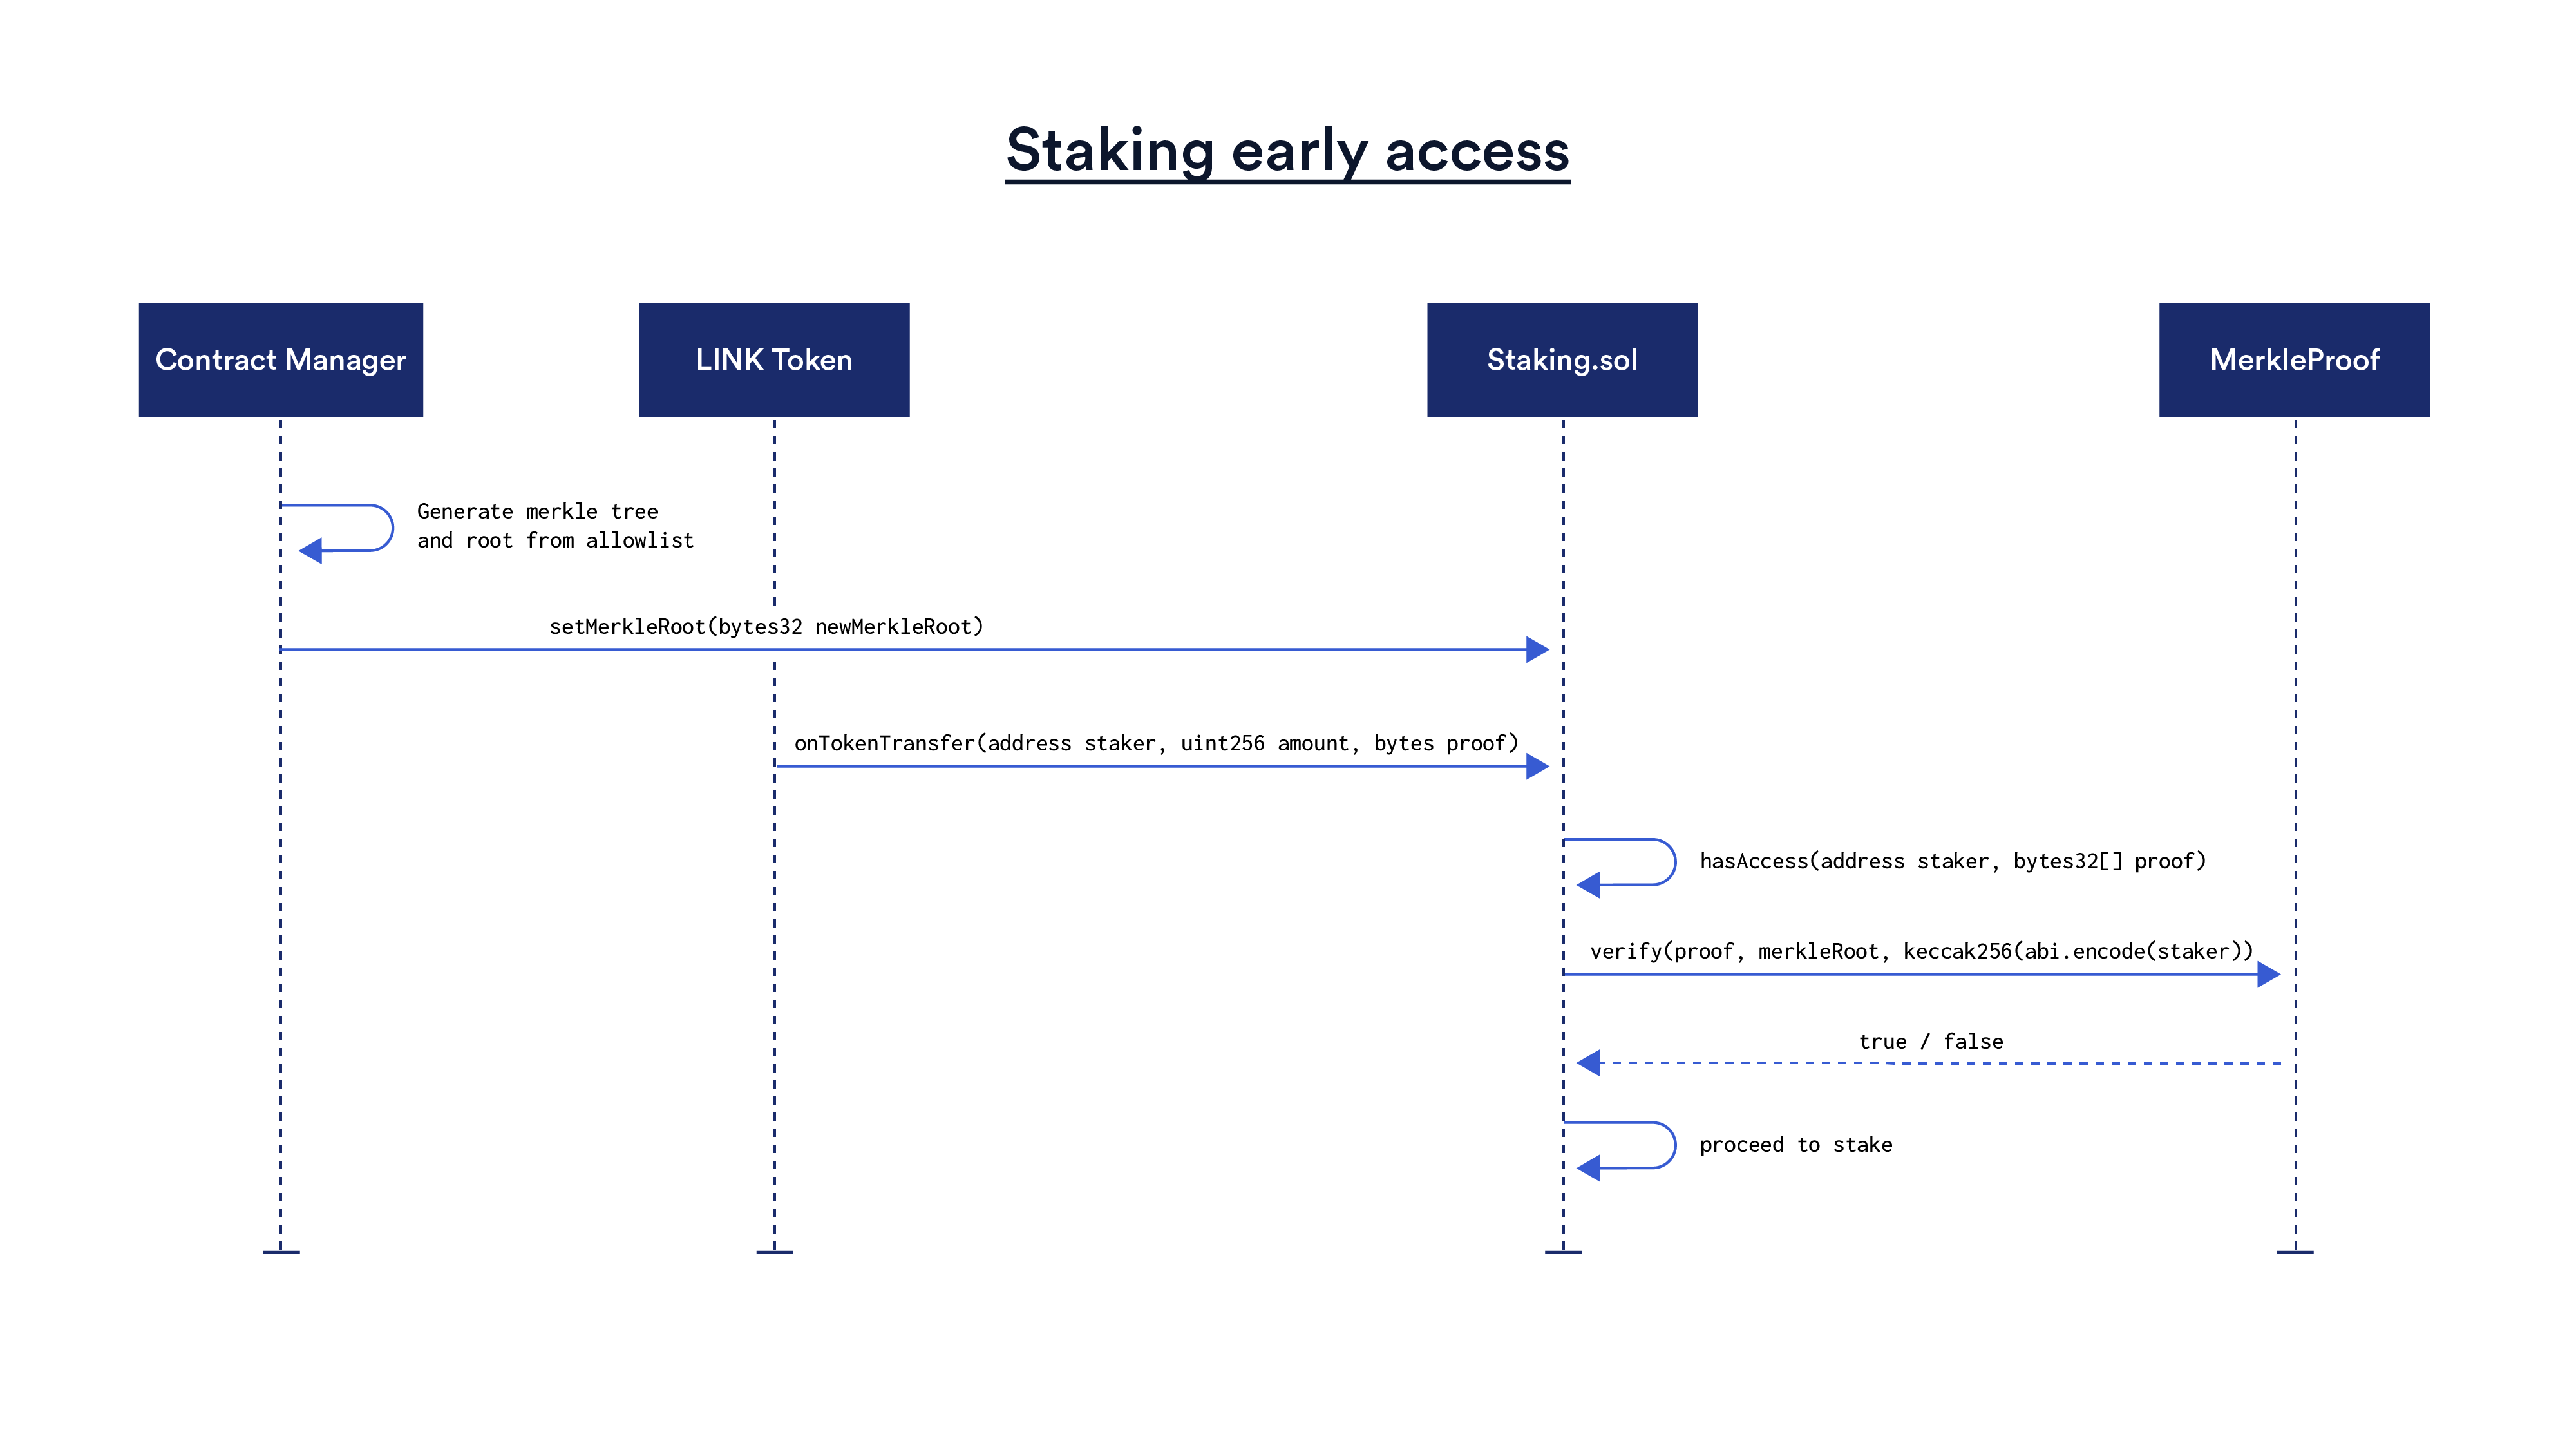 Staking early access
Contract Manager
LINK Token
Staking.sol
MerkleProof
Generate merkle tree
and root from allowlist
setMerkleRoot(bytes32 newMerkleRoot)
onTokenTransfer(address staker, uint256 amount, bytes proof)
hasAccess(address staker, bytes32[] proof)
verify(proof, merkleRoot, keccak256(abi.encode(staker))
true / false
proceed to stake